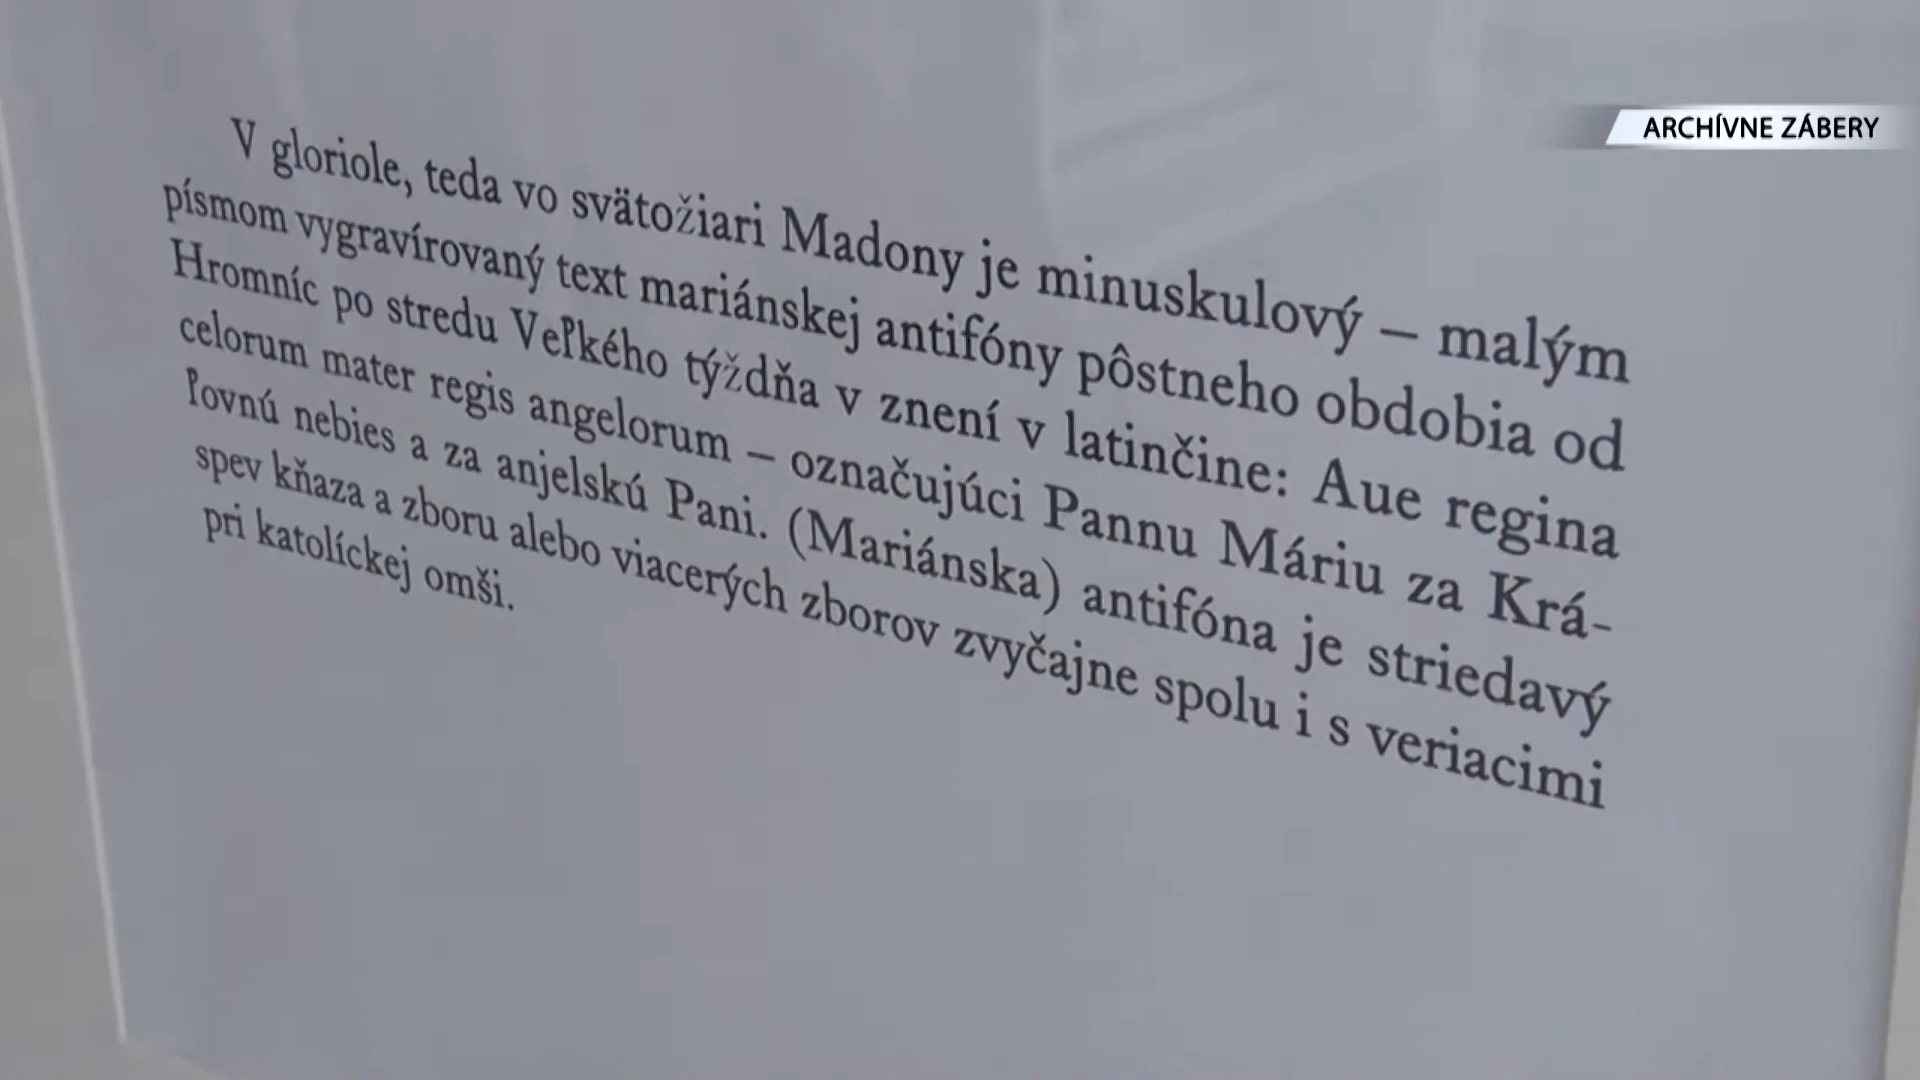 ARCHÍVNE ZÁBERY
V gloriole, teda vo svätožiari Madony je minuskulový – malým
písmom vygravírovaný text mariánskej antifóny pôstneho obdobia od
Hromníc po stredu Veľkého týždňa v znení v latinčine: Aue regina
celorum mater regis angelorum – označujúci Pannu Máriu za Krá-
ľovnú nebies a za anjelskú Pani. (Mariánska) antifóna je striedavý
spev kňaza a zboru alebo viacerých zborov zvyčajne spolu i s veriacimi
pri katolíckej omši.